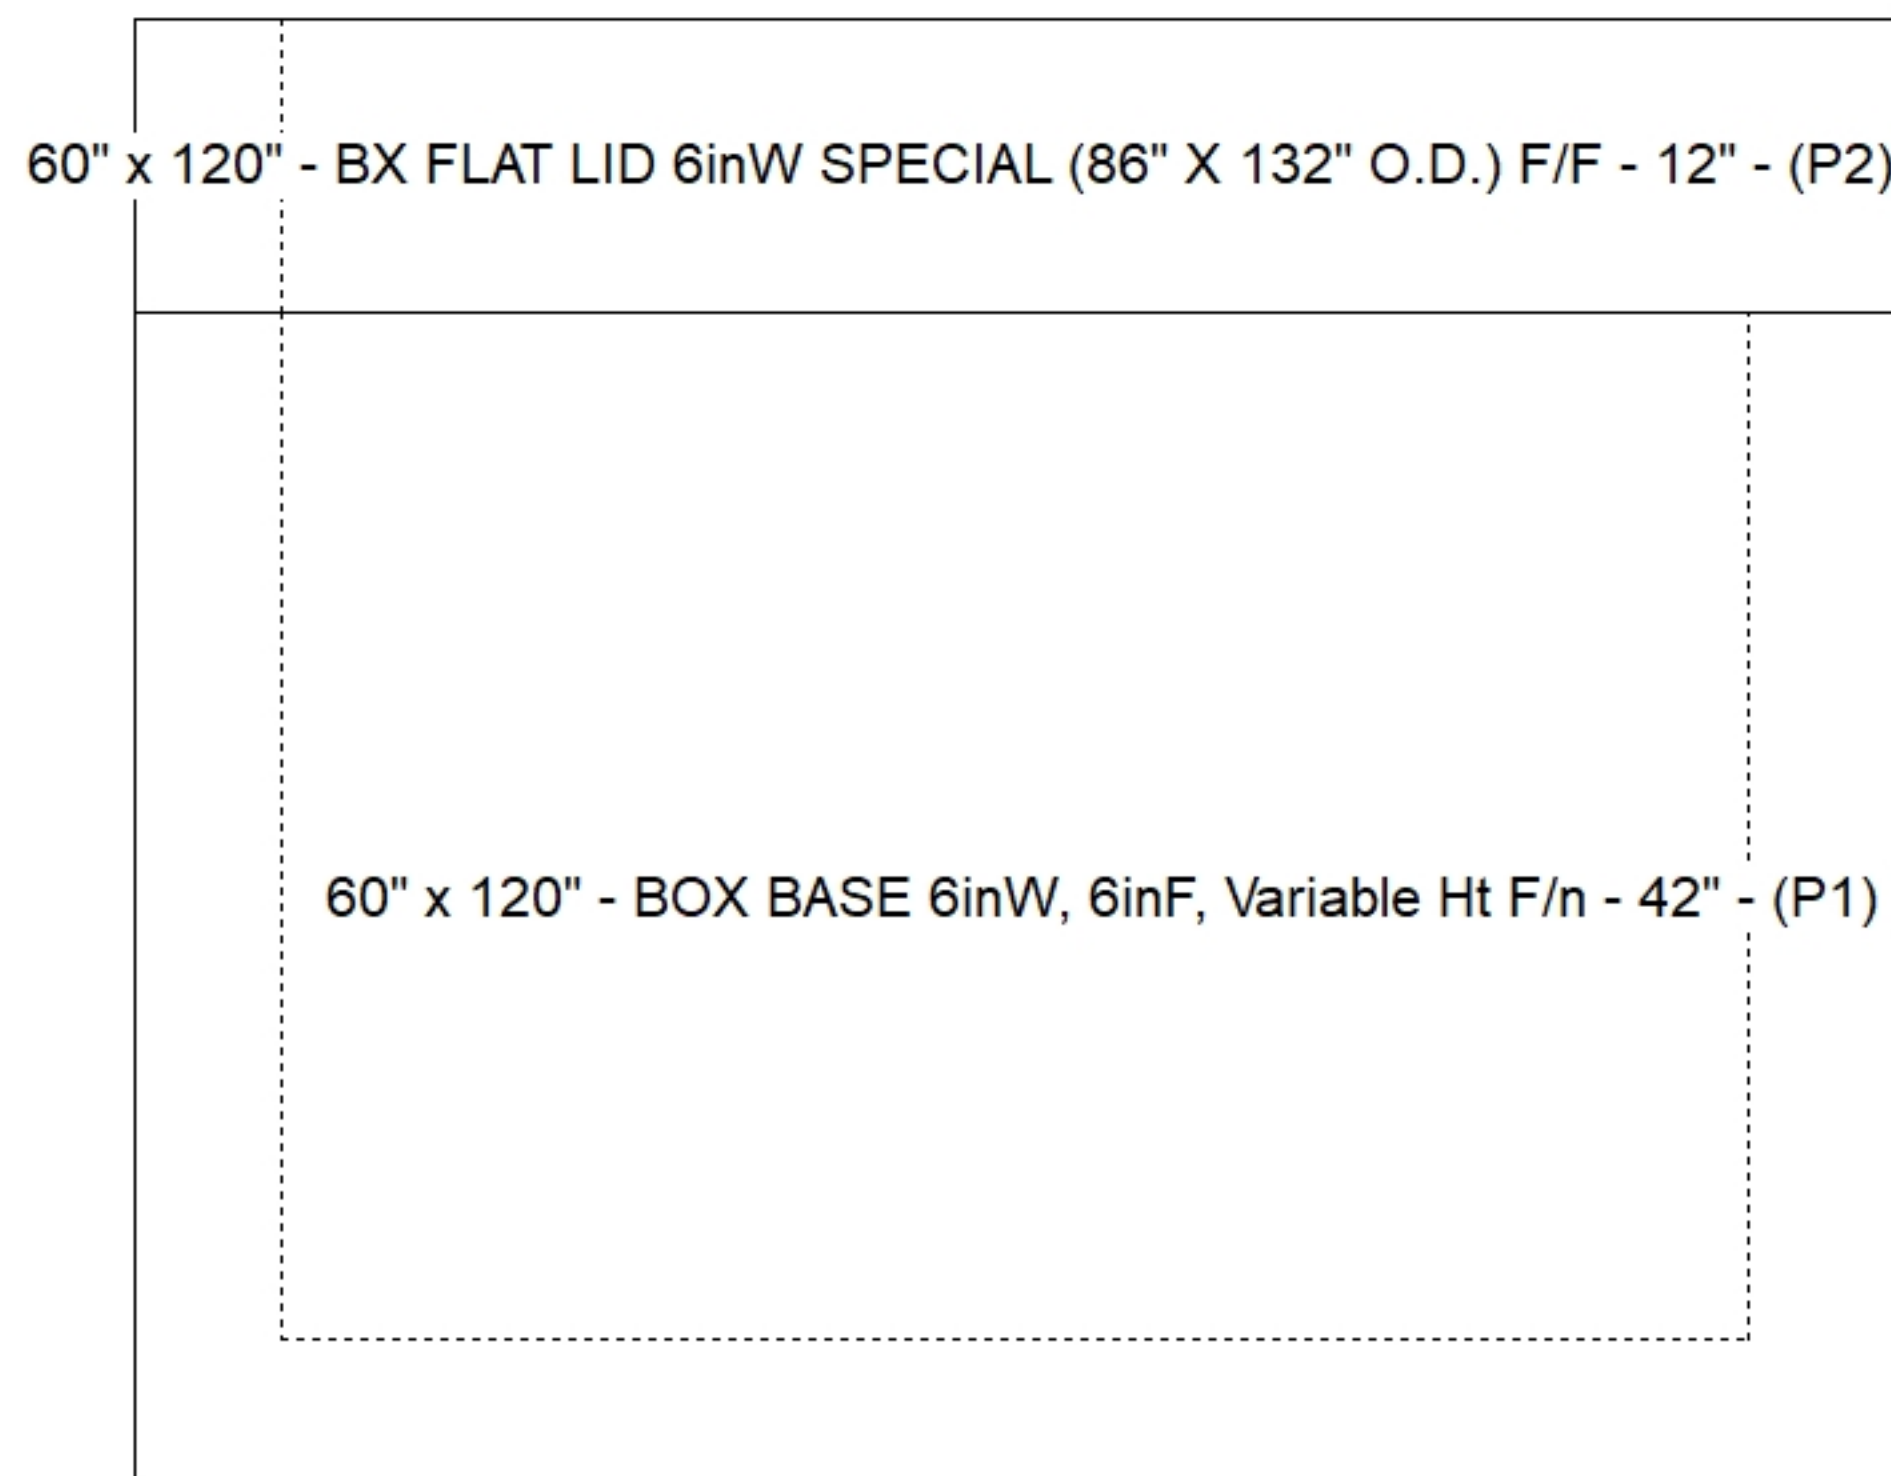 60" x 120" - BX FLAT LID 6inW SPECIAL (86" X 132" O.D.) F/F - 12" - (P2)
60" x 120" - BOX BASE 6inW, 6inF, Variable Ht F/n - 42" - (P1)